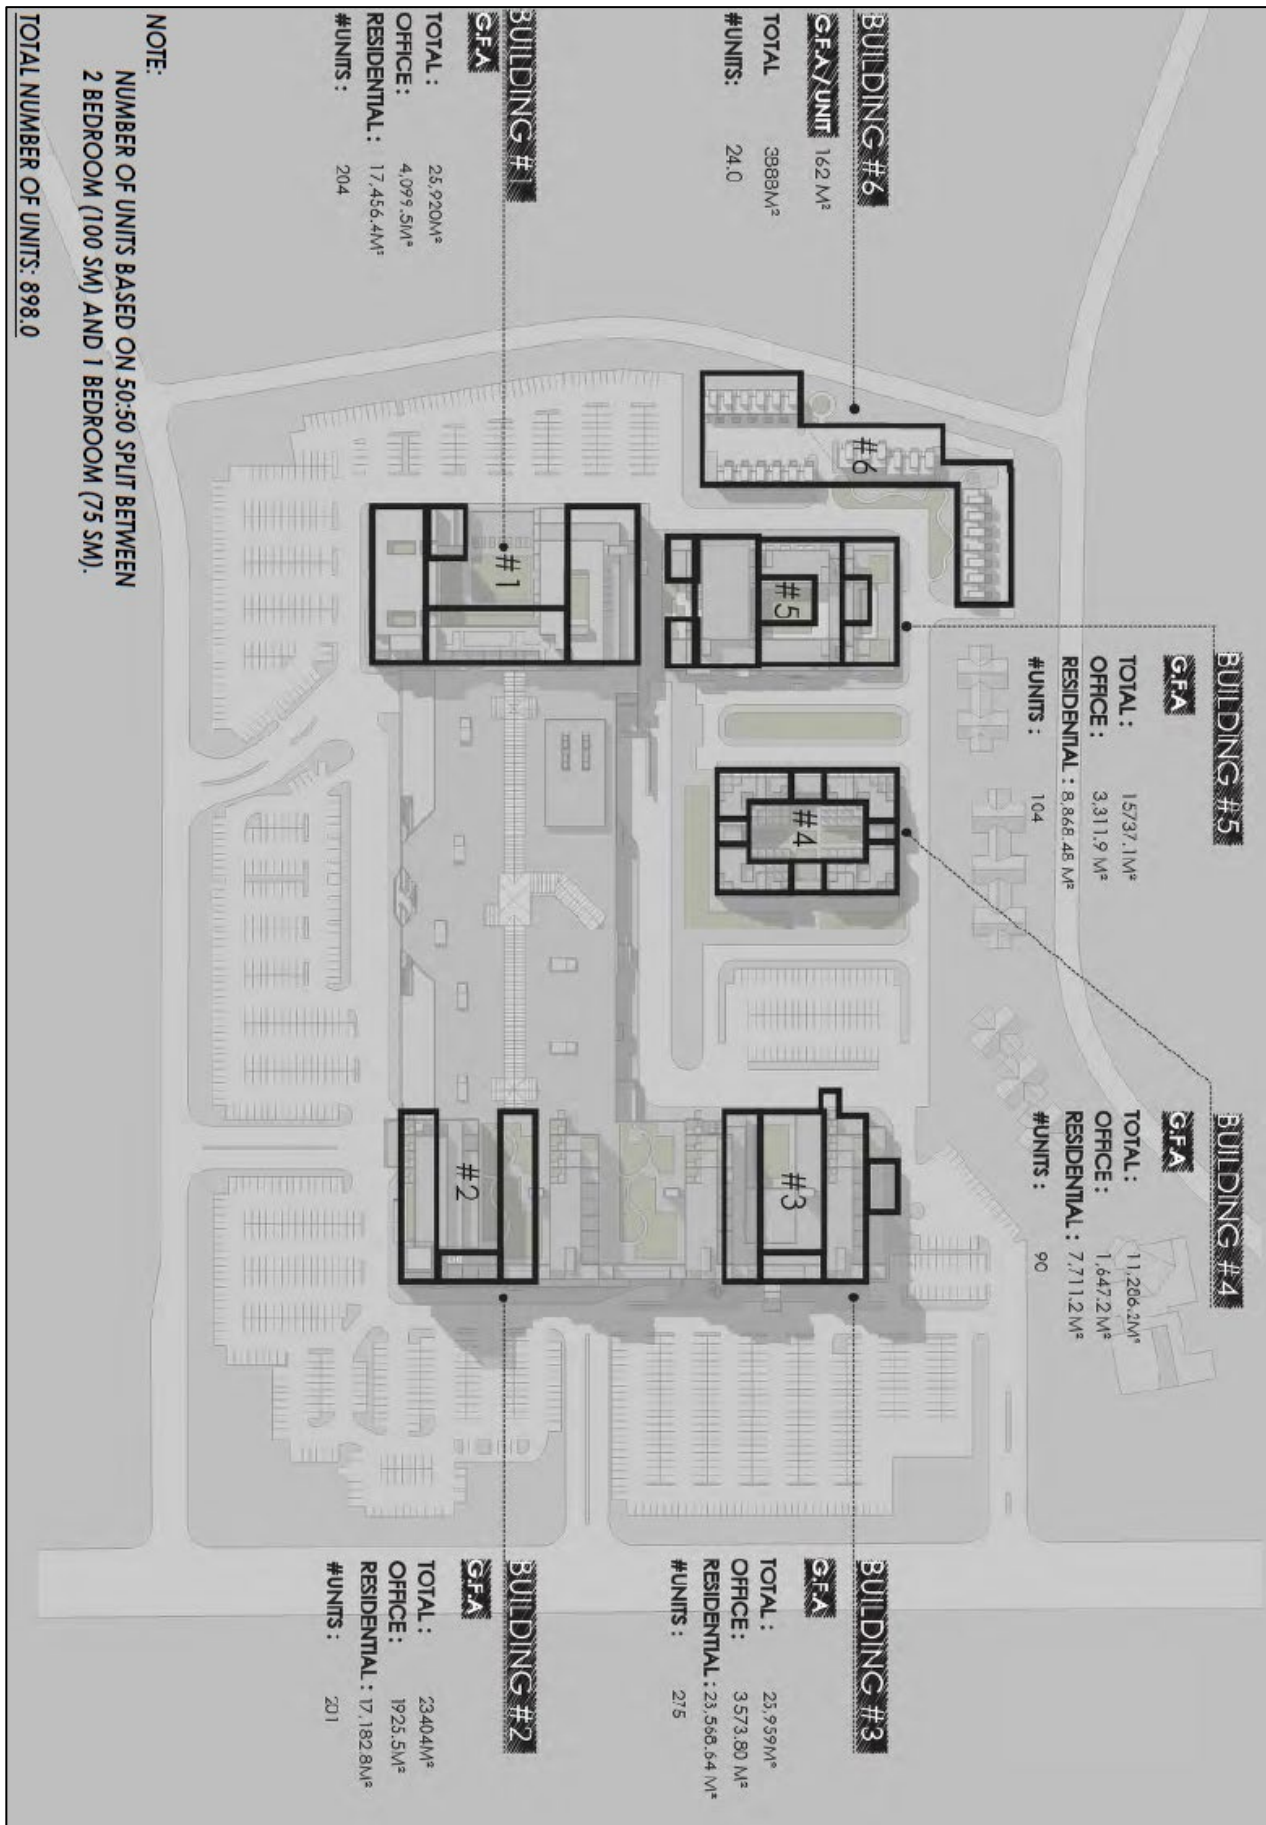 BUILDING #6
G.F.A/UNIT 162 M²
TOTAL 3888M²
#UNITS: 24.0
BUILDING #1
G.F.A
TOTAL : 25,920M²
OFFICE : 4,099.5M²
RESIDENTIAL : 17,456.4M²
#UNITS : 204
BUILDING #5
G.F.A
TOTAL : 15737.1M²
OFFICE : 3,311.9 M²
RESIDENTIAL : 8,868.48 M²
#UNITS : 104
BUILDING #4
G.F.A
TOTAL : 11,286.2M²
OFFICE : 1,647.2M²
RESIDENTIAL : 7,711.2M²
#UNITS : 90
BUILDING #3
G.F.A
TOTAL : 25,959M²
OFFICE : 3573.80 M²
RESIDENTIAL : 23,568.64 M²
#UNITS : 275
BUILDING #2
G.F.A
TOTAL : 23404M²
OFFICE : 1925.5M²
RESIDENTIAL : 17,182.8M²
#UNITS : 201
#6
#5
#1
#4
#3
#2
NOTE:
NUMBER OF UNITS BASED ON 50:50 SPLIT BETWEEN
2 BEDROOM (100 SM) AND 1 BEDROOM (75 SM).
TOTAL NUMBER OF UNITS: 898.0